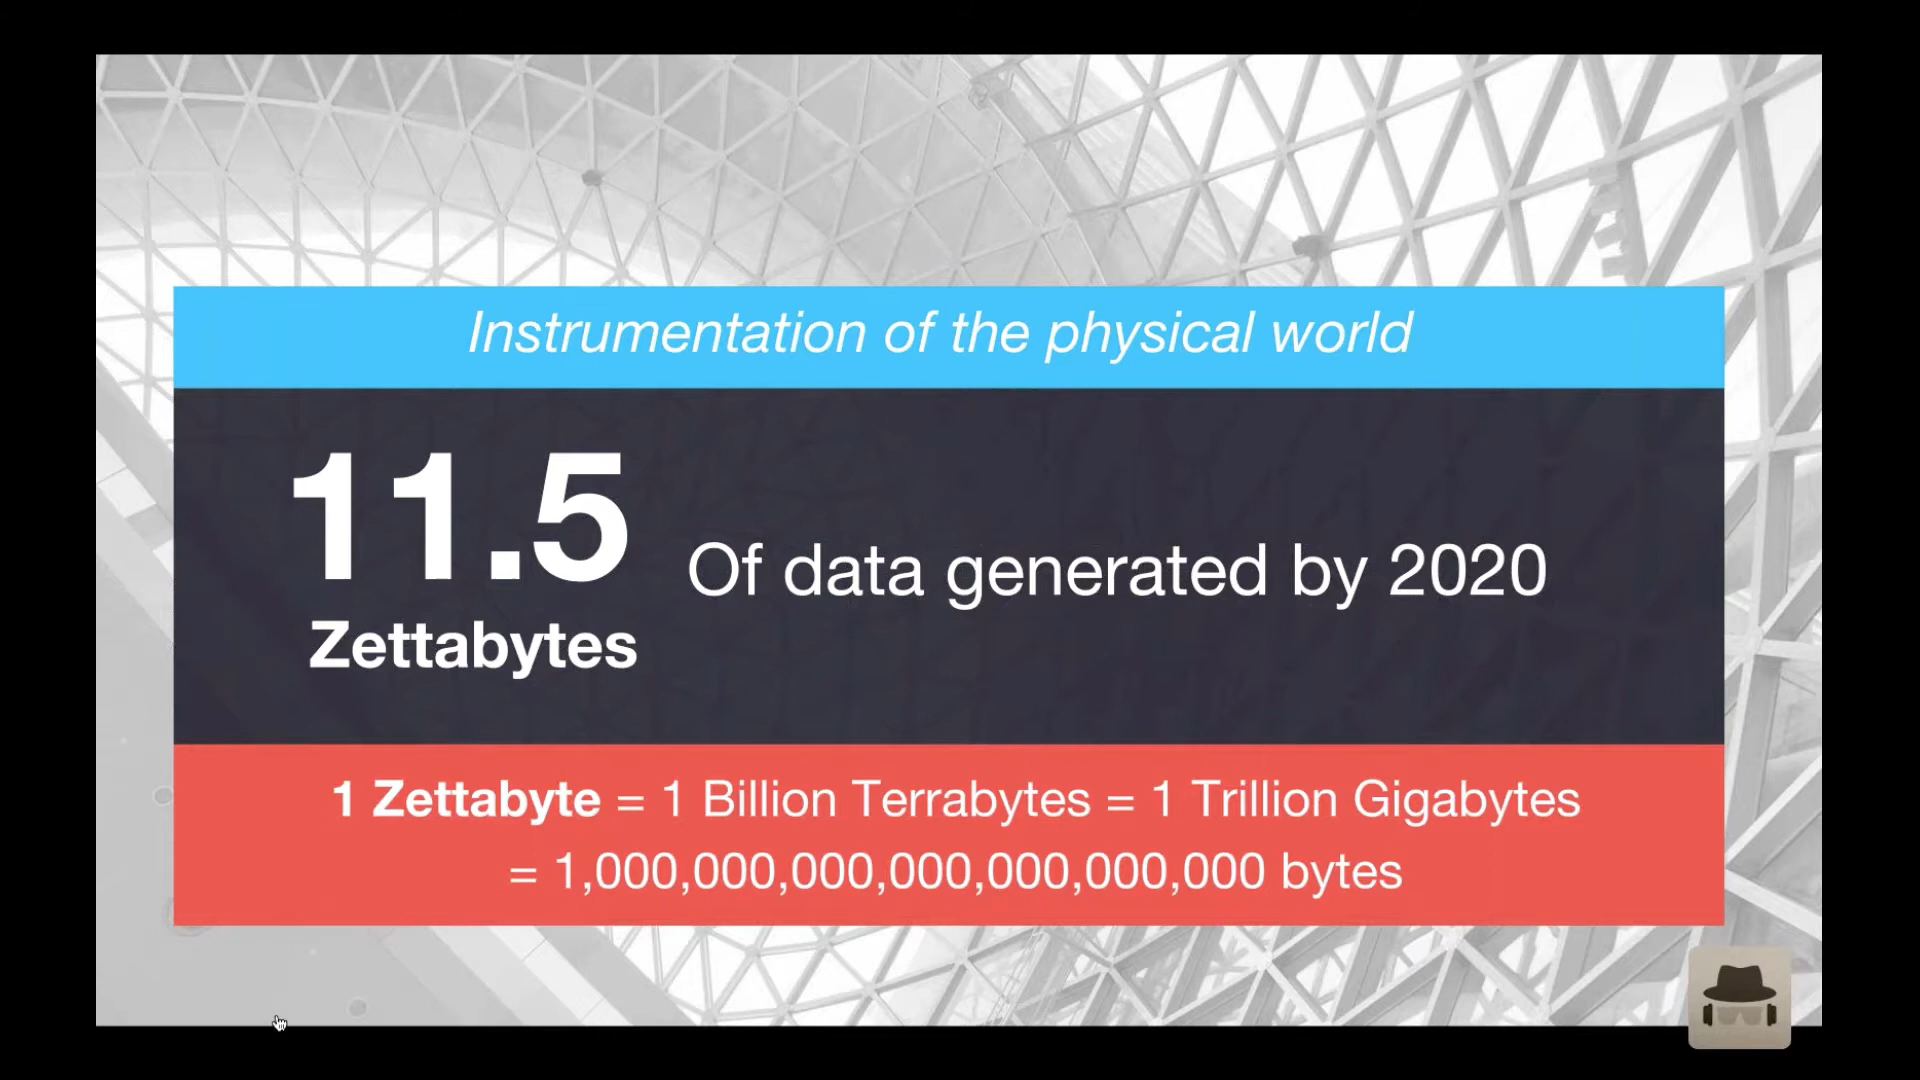 Instrumentation of the physical world
11.5
Of data generated by 2020
Zettabytes
1 Zettabyte = 1 Billion Terrabytes = 1 Trillion Gigabytes
= 1,000,000,000,000,000,000,000 bytes